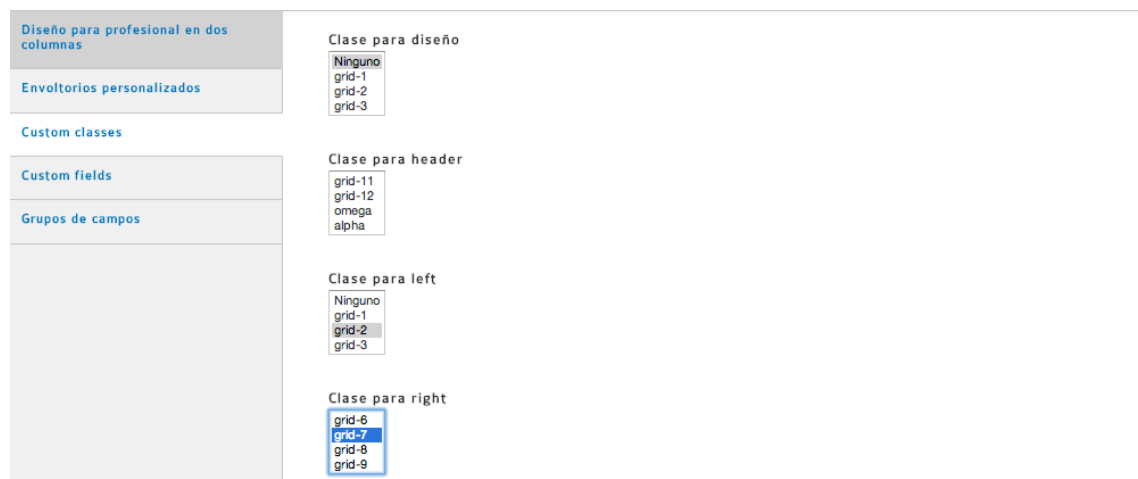 Diseño para profesional en dos
columnas
Envoltorios personalizados
Custom classes
Custom fields
Grupos de campos
Clase para diseño
Ninguno
grid-1
grid-2
grid-3
Clase para header
grid-11
grid-12
omega
alpha
Clase para left
Ninguno
grid-1
grid-2
grid-3
Clase para right
grid-6
grid-7
grid-8
grid-9